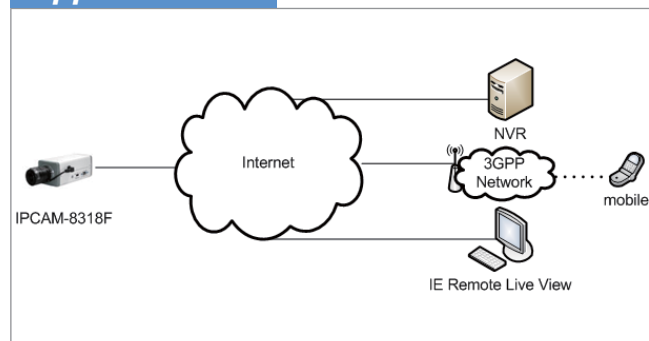 NVR
Internet
3GPP
Network
IPCAM-8318F
mobile
IE Remote Live View